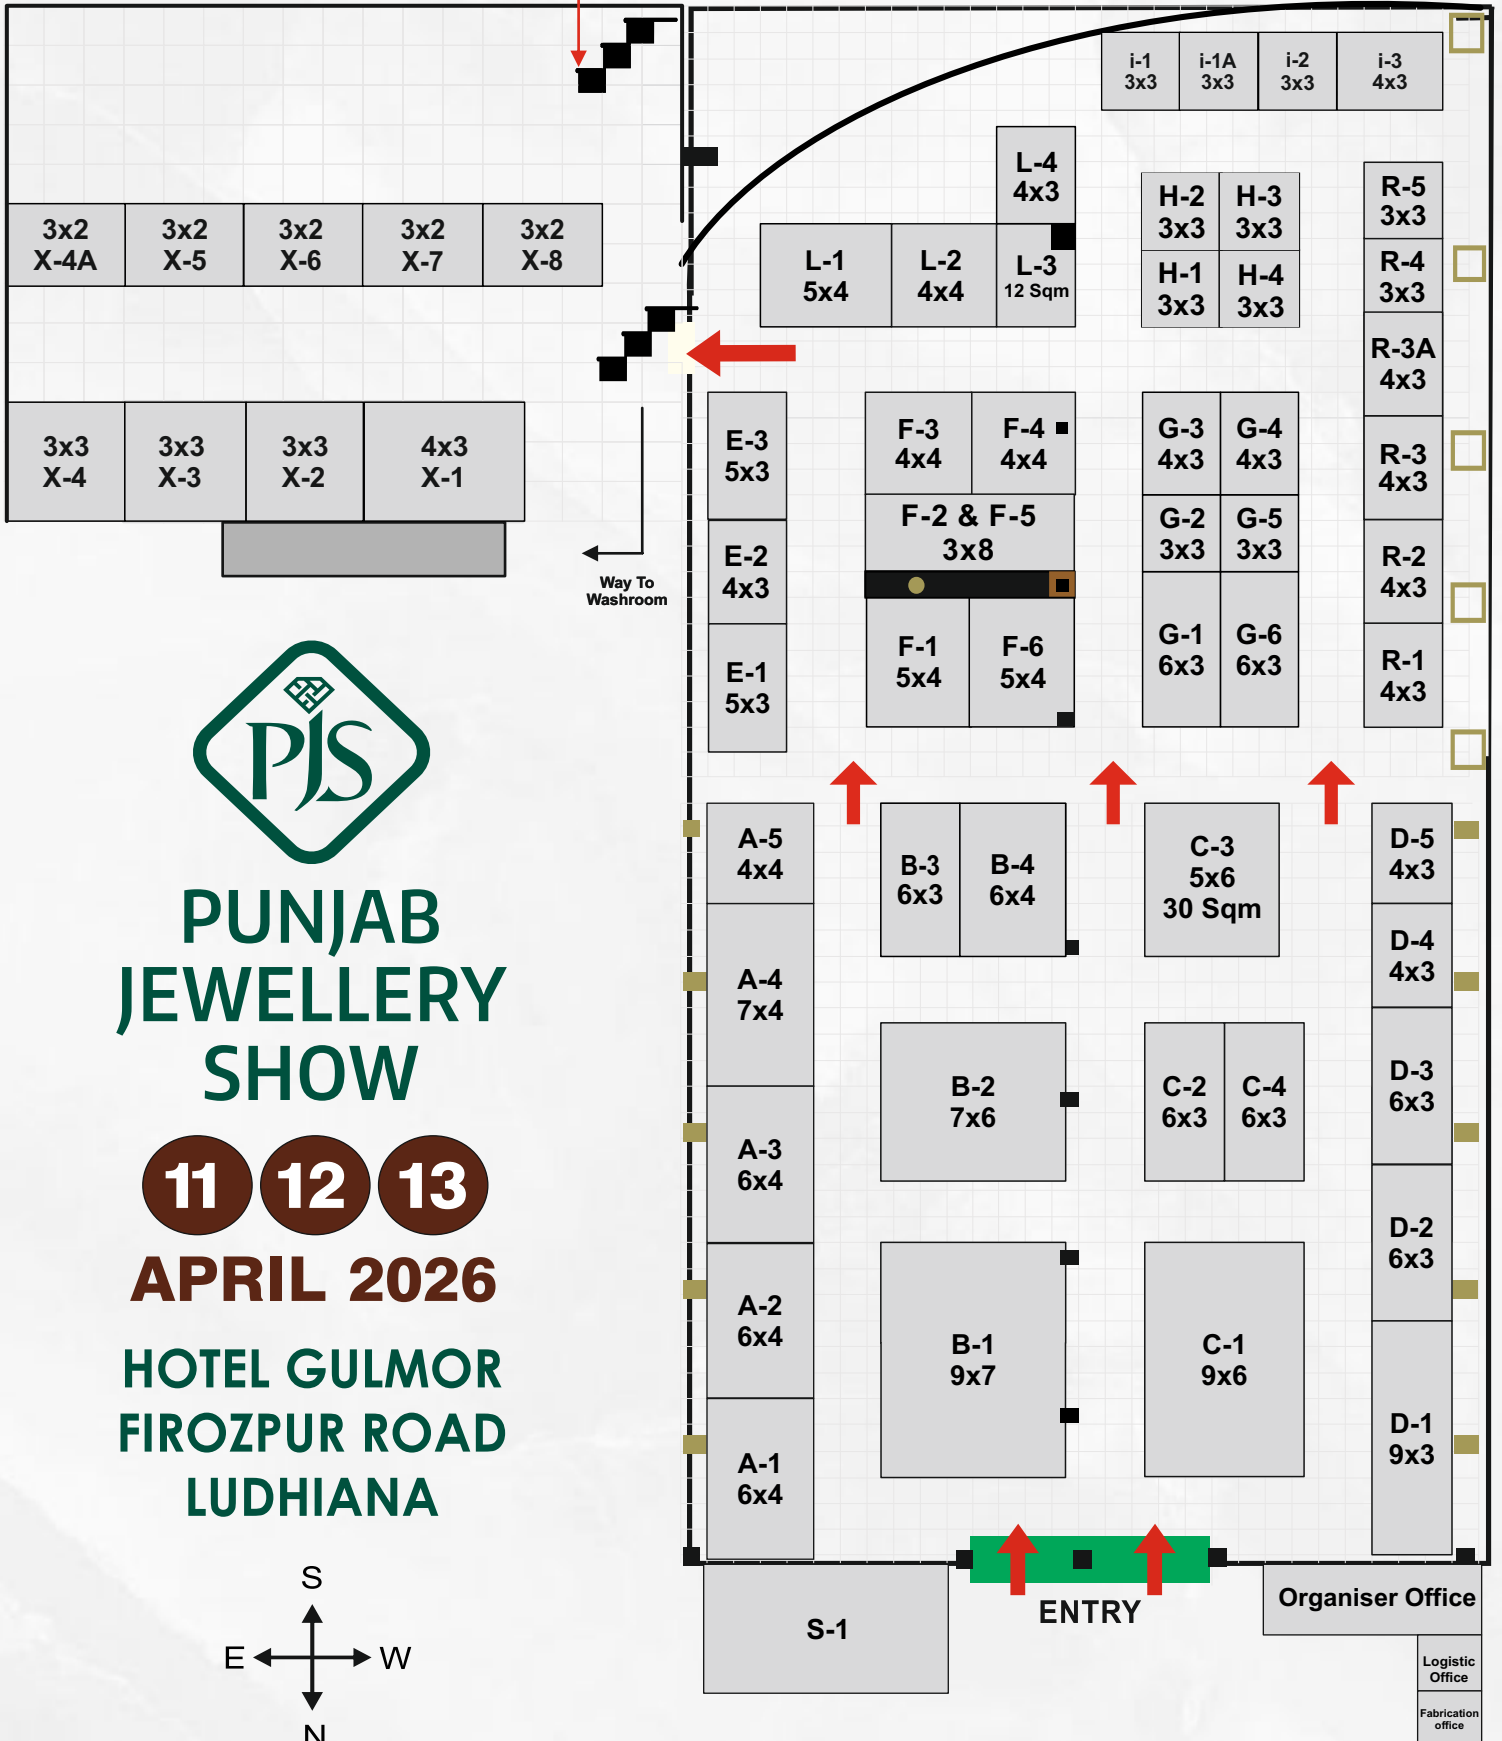 i-1
3x3
i-1A
3x3
i-2
3x3
i-3
4x3
L-4
4x3
H-2
3x3
H-3
3x3
R-5
3x3
3x2
X-4A
3x2
X-5
3x2
X-6
3x2
X-7
3x2
X-8
L-1
5x4
L-2
4x4
L-3
12 Sqm
H-1
3x3
H-4
3x3
R-4
3x3
R-3A
4x3
3x3
X-4
3x3
X-3
3x3
X-2
4x3
X-1
E-3
5x3
F-3
4x4
F-4
4x4
G-3
4x3
G-4
4x3
R-3
4x3
F-2 & F-5
3x8
G-2
3x3
G-5
3x3
E-2
4x3
R-2
4x3
Way To
Washroom
E-1
5x3
F-1
5x4
F-6
5x4
G-1
6x3
G-6
6x3
R-1
4x3
PJS
PUNJAB
JEWELLERY
SHOW
11 12 13
APRIL 2026
HOTEL GULMOR
FIROZPUR ROAD
LUDHIANA
S
E W
N
A-5
4x4
B-3
6x3
B-4
6x4
C-3
5x6
30 Sqm
D-5
4x3
A-4
7x4
D-4
4x3
B-2
7x6
C-2
6x3
C-4
6x3
D-3
6x3
A-3
6x4
D-2
6x3
A-2
6x4
B-1
9x7
C-1
9x6
A-1
6x4
D-1
9x3
ENTRY
S-1
Organiser Office
Logistic
Office
Fabrication
office